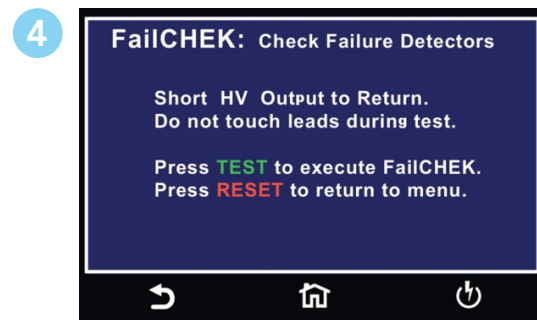 4
FailCHEK: Check Failure Detectors
Short HV Output to Return.
Do not touch leads during test.
Press TEST to execute FailCHEK.
Press RESET to return to menu.